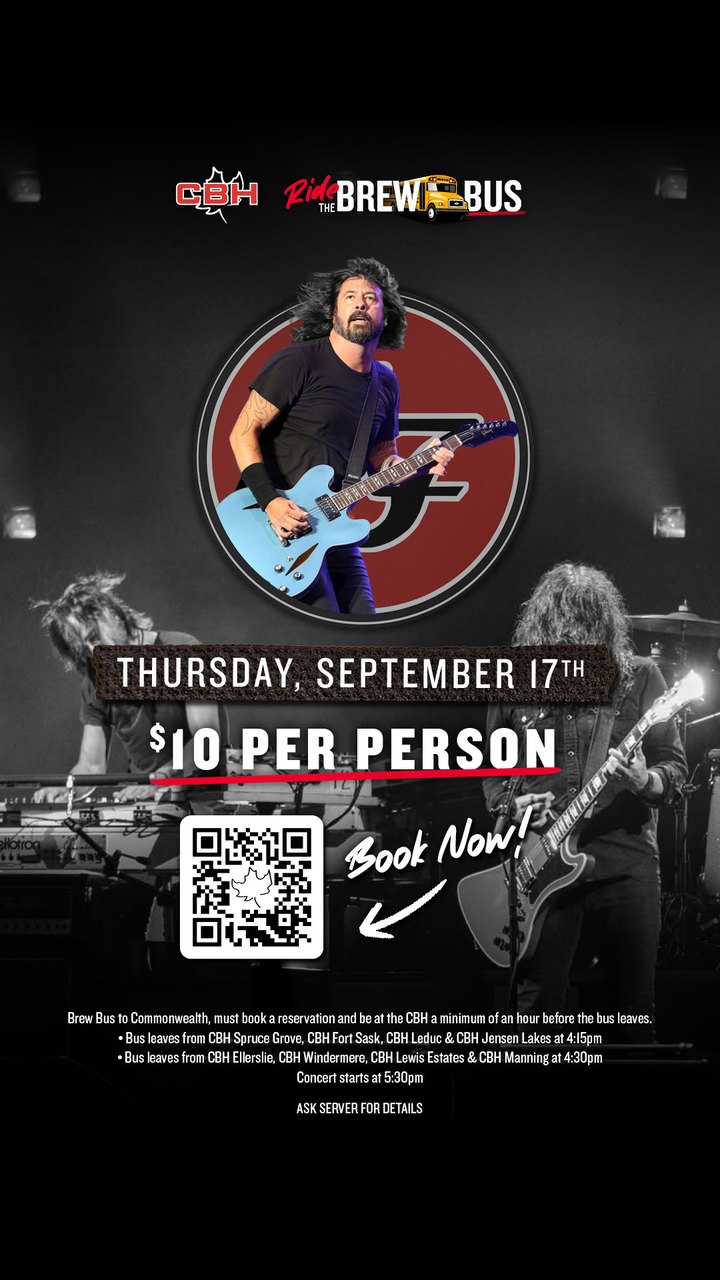 CBH
Ride THE BREW BUS
THURSDAY, SEPTEMBER 17TH
$10 PER PERSON
Book Now!
ellotron
Brew Bus to Commonwealth, must book a reservation and be at the CBH a minimum of an hour before the bus leaves.
• Bus leaves from CBH Spruce Grove, CBH Fort Sask, CBH Leduc & CBH Jensen Lakes at 4:15pm
• Bus leaves from CBH Ellerslie, CBH Windermere, CBH Lewis Estates & CBH Manning at 4:30pm
Concert starts at 5:30pm
ASK SERVER FOR DETAILS